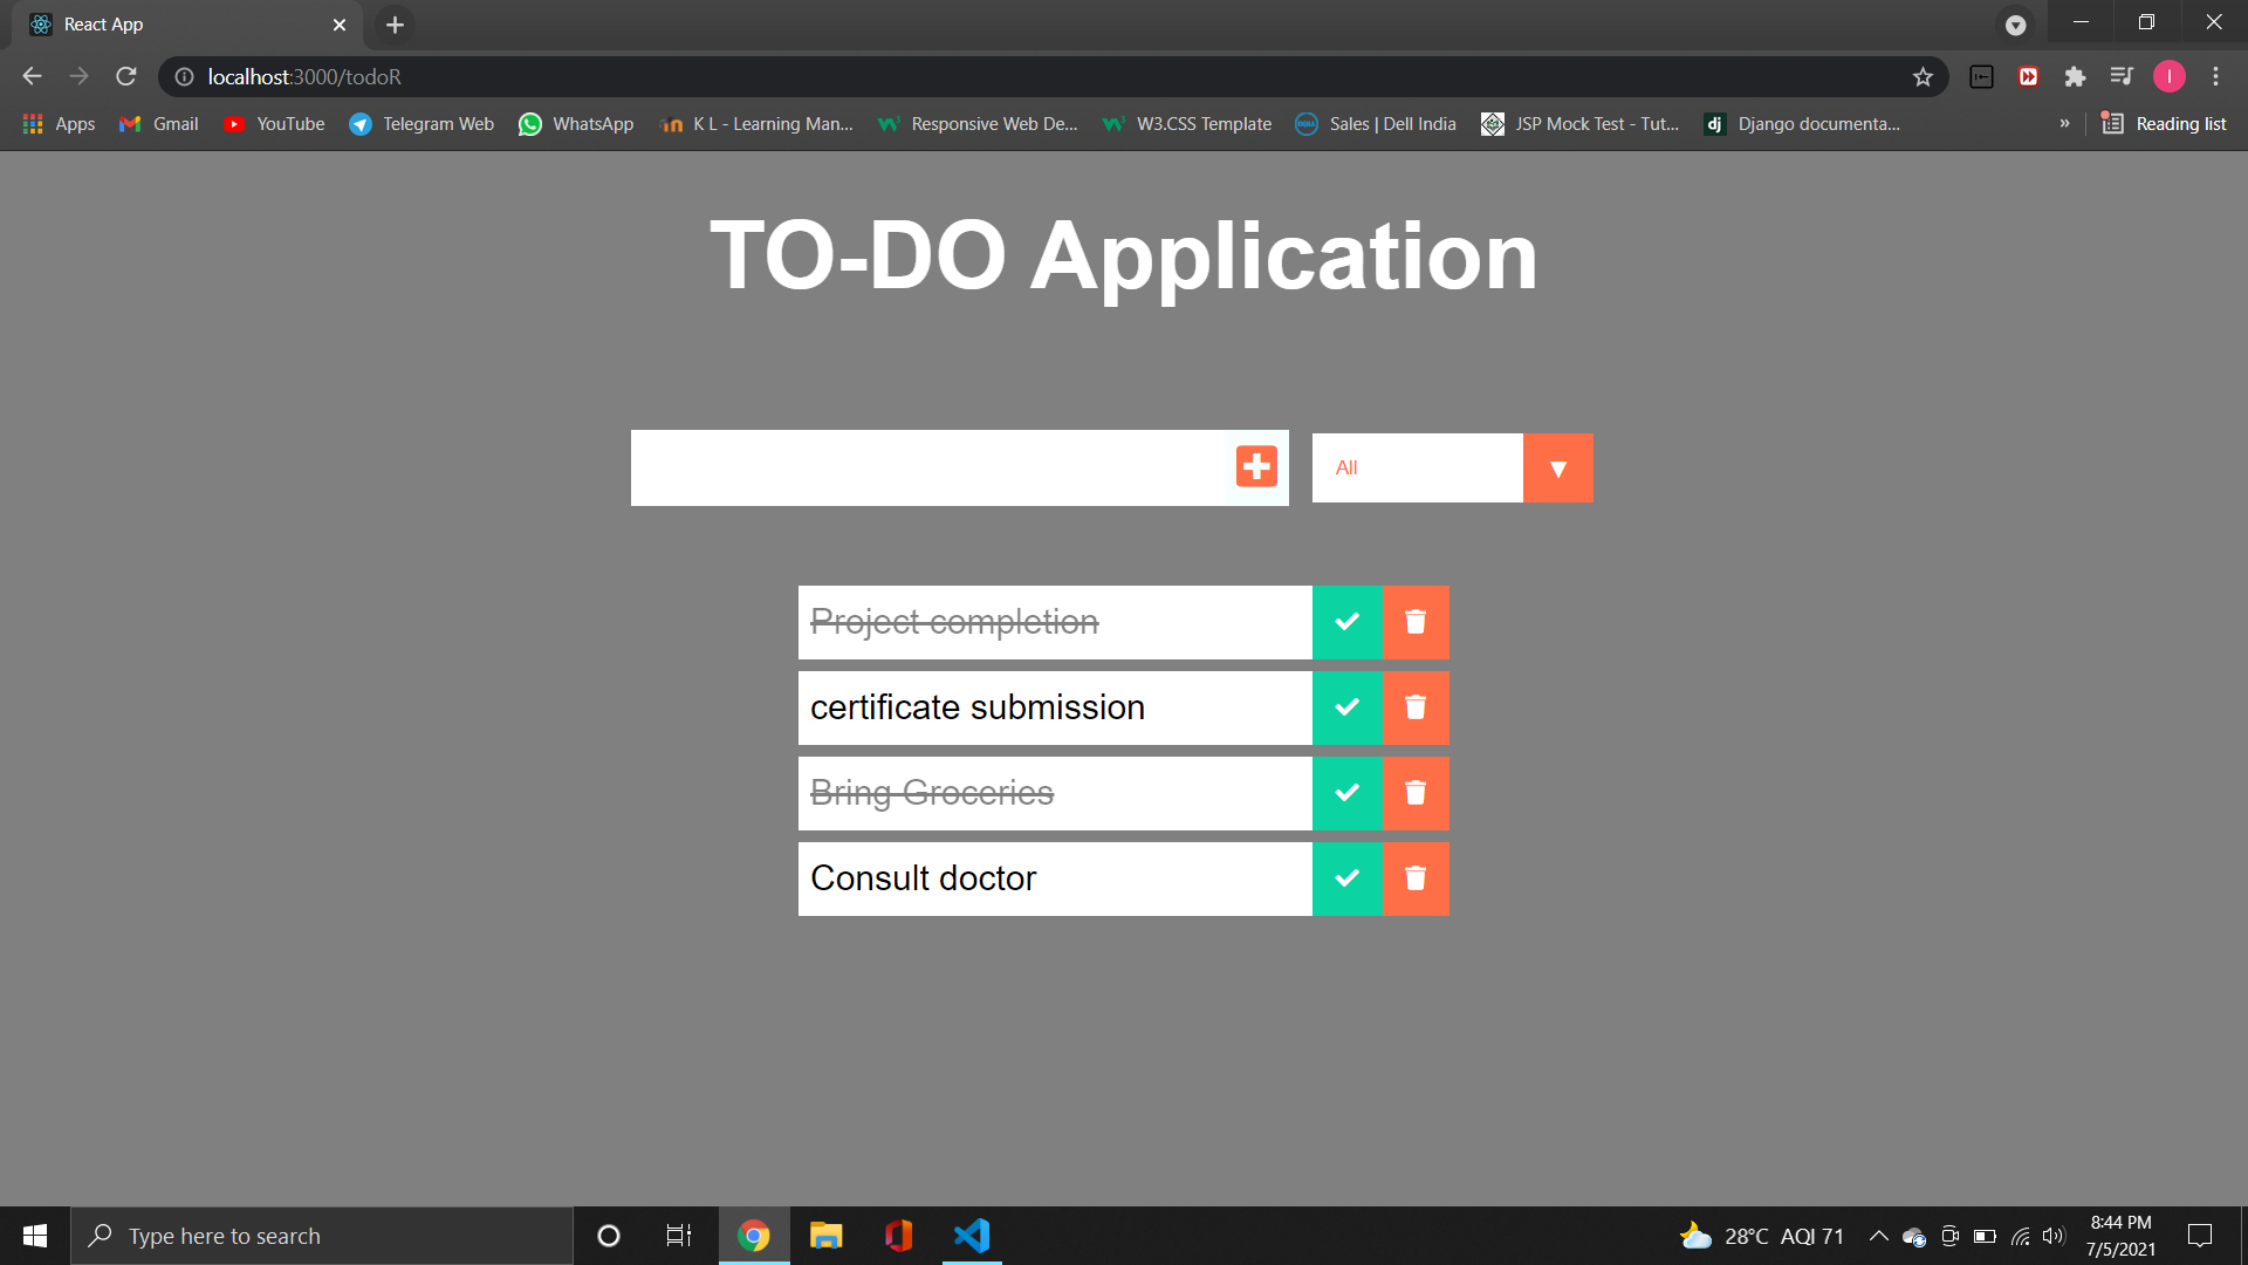 React App
localhost:3000/todoR
I
Apps Gmail YouTube Telegram Web WhatsApp K L - Learning Man... Responsive Web De... W3.CSS Template Sales | Dell India JSP Mock Test - Tut... dj Django documenta... » Reading list
TO-DO Application
All
Project completion
certificate submission
Bring Groceries
Consult doctor
Type here to search
28°C AQI 71
8:44 PM
7/5/2021